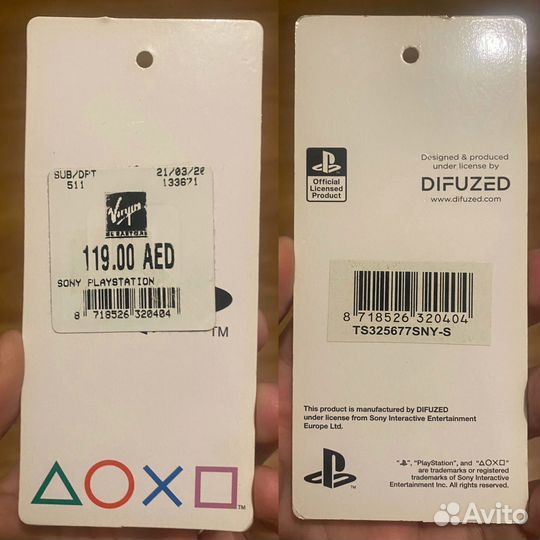 SUB/DPT 21/03/20
511 133671
Virgin
119.00 AED
SONY PLAYSTATION
8 718526 320404
TM
TM
Official
Licensed
Product
Designed & produced
under license by
DIFUZED
www.difuzed.com
8 718526 320404
TS325677SNY-S
This product is manufactured by DIFUZED
under license from Sony Interactive Entertainment
Europe Ltd.
" ", "PlayStation", and "△○✕□"
are trademarks or registered
trademarks of Sony Interactive
Entertainment Inc. All rights reserved.
Avito